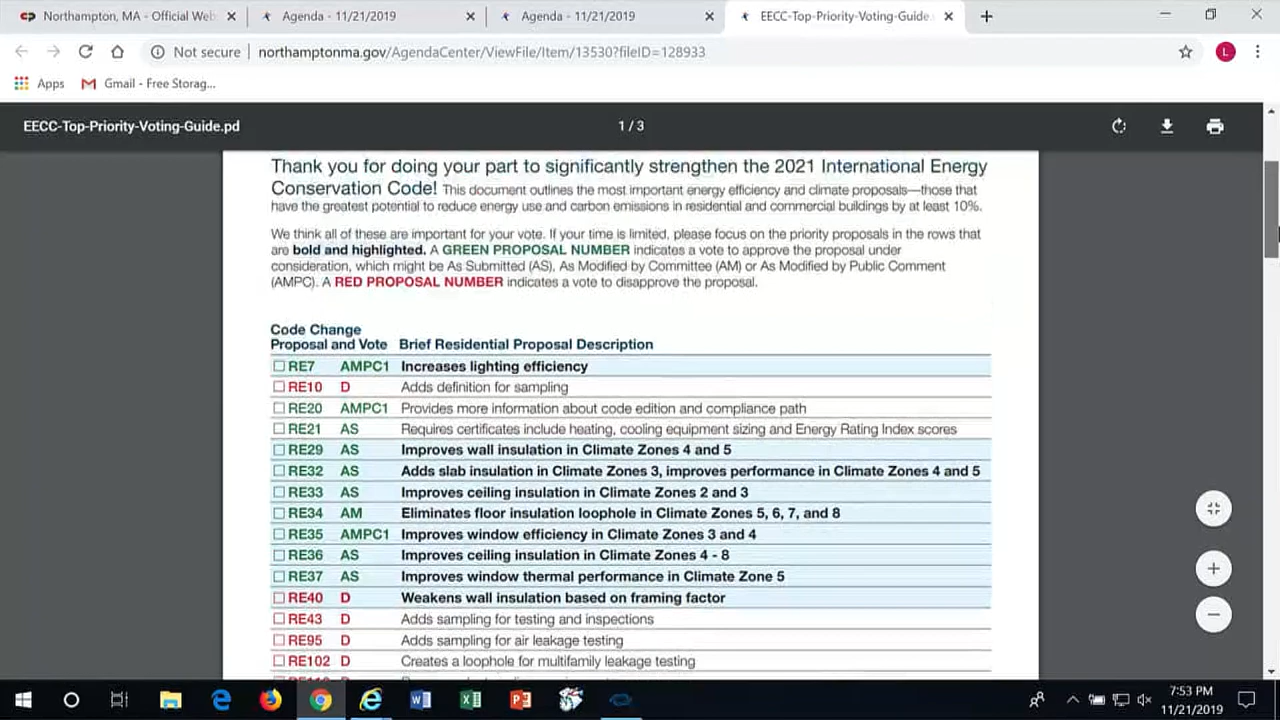 Northampton, MA - Official Web
Agenda - 11/21/2019
Agenda - 11/21/2019
EECC-Top-Priority-Voting-Guide.
Not secure
northamptonma.gov/AgendaCenter/ViewFile/Item/13530?fileID=128933
L
Apps
Gmail - Free Storag...
EECC-Top-Priority-Voting-Guide.pd
1 / 3
Thank you for doing your part to significantly strengthen the 2021 International Energy
Conservation Code! This document outlines the most important energy efficiency and climate proposals—those that
have the greatest potential to reduce energy use and carbon emissions in residential and commercial buildings by at least 10%.
We think all of these are important for your vote. If your time is limited, please focus on the priority proposals in the rows that
are bold and highlighted. A GREEN PROPOSAL NUMBER indicates a vote to approve the proposal under
consideration, which might be As Submitted (AS), As Modified by Committee (AM) or As Modified by Public Comment
(AMPC). A RED PROPOSAL NUMBER indicates a vote to disapprove the proposal.
Code Change
Proposal and Vote Brief Residential Proposal Description
RE7 AMPC1 Increases lighting efficiency
RE10 D Adds definition for sampling
RE20 AMPC1 Provides more information about code edition and compliance path
RE21 AS Requires certificates include heating, cooling equipment sizing and Energy Rating Index scores
RE29 AS Improves wall insulation in Climate Zones 4 and 5
RE32 AS Adds slab insulation in Climate Zones 3, improves performance in Climate Zones 4 and 5
RE33 AS Improves ceiling insulation in Climate Zones 2 and 3
RE34 AM Eliminates floor insulation loophole in Climate Zones 5, 6, 7, and 8
RE35 AMPC1 Improves window efficiency in Climate Zones 3 and 4
RE36 AS Improves ceiling insulation in Climate Zones 4 - 8
RE37 AS Improves window thermal performance in Climate Zone 5
RE40 D Weakens wall insulation based on framing factor
RE43 D Adds sampling for testing and inspections
RE95 D Adds sampling for air leakage testing
RE102 D Creates a loophole for multifamily leakage testing
7:53 PM
11/21/2019